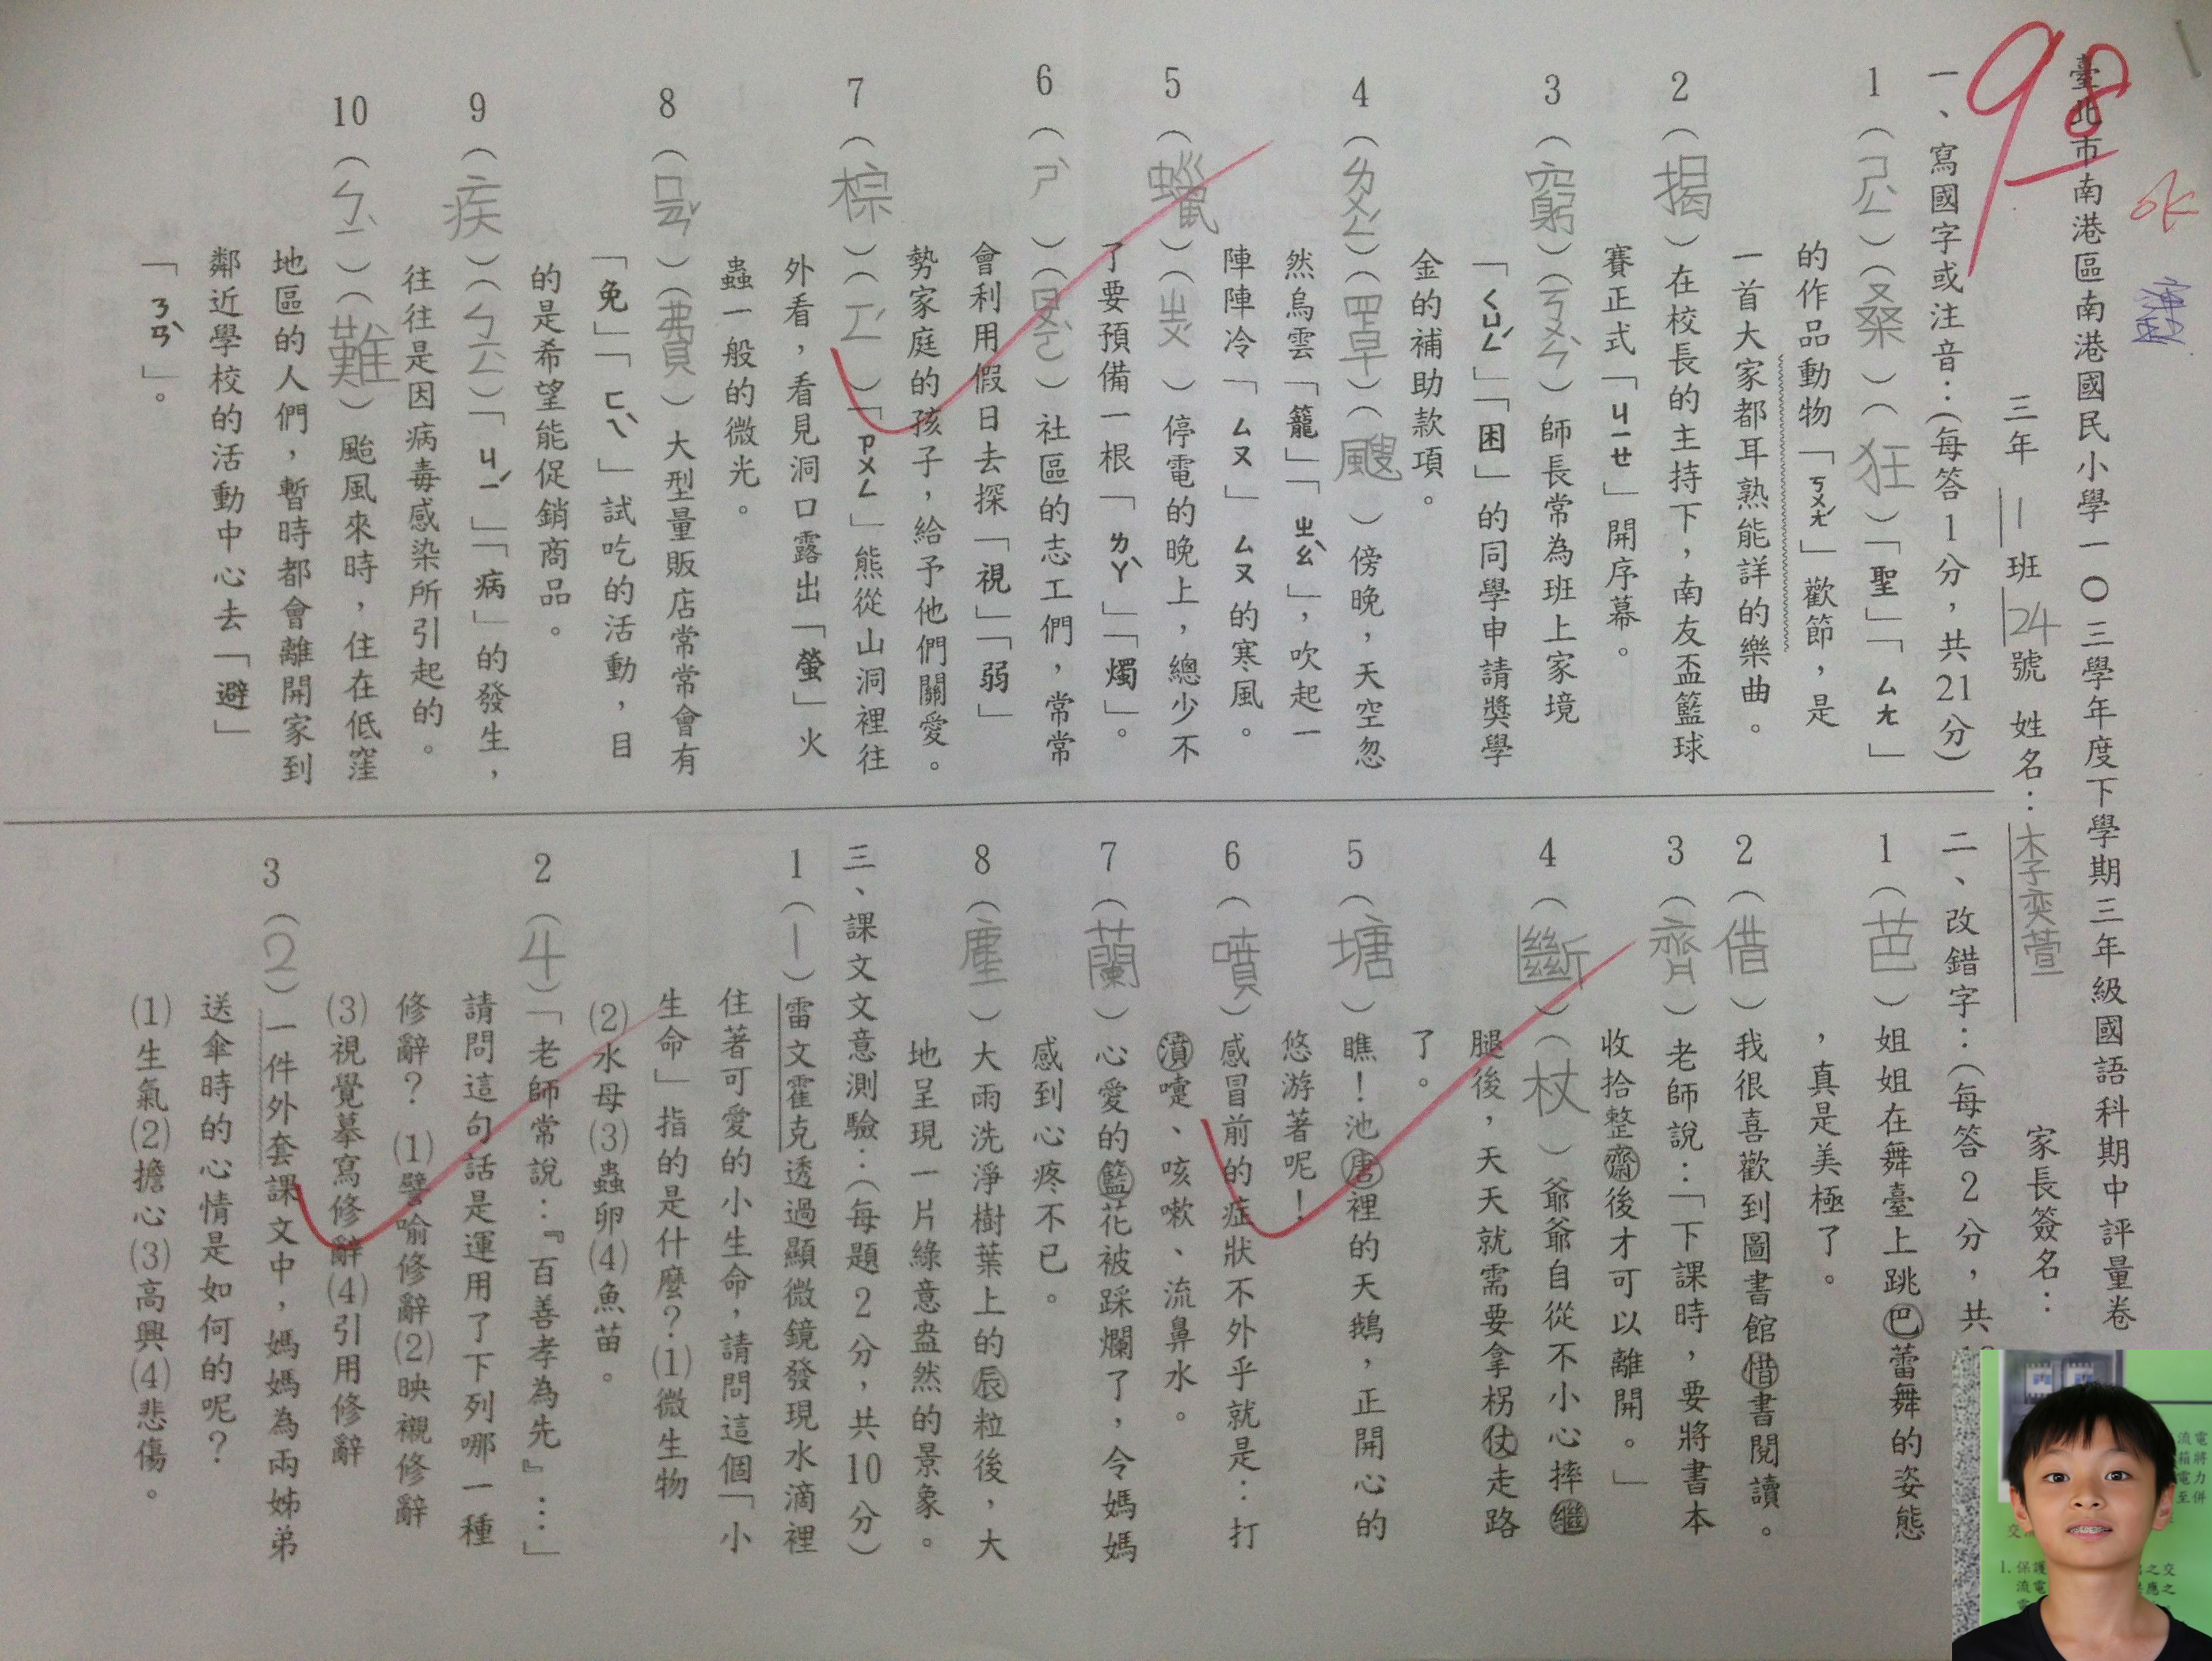 98
臺北市南港區南港國民小學一〇三學年度下學期三年級國語科期中評量卷
三年 一 班 24 號 姓名：李奕萱 家長簽名：
一、寫國字或注音：(每答1分，共21分)
1（ㄕㄥˋ）（桑）（狂）「聖」「ㄙㄤ」
的作品動物「ㄎㄨㄤˊ」歡節，是
一首大家都耳熟能詳的樂曲。
2（揭）在校長的主持下，南友盃籃球
賽正式「ㄐㄧㄝ」開序幕。
3（窮）（ㄎㄨㄣˋ）師長常為班上家境
「ㄑㄩㄥˊ」「困」的同學申請獎學
金的補助款項。
4（ㄌㄨㄥˊ）（罩）（颼）傍晚，天空忽
然烏雲「籠」「ㄓㄠˋ」，吹起一
陣陣冷「ㄙㄡ」ㄙㄡ的寒風。
5（蠟）（ㄓㄨˊ）停電的晚上，總少不
了要預備一根「ㄌㄚˋ」「燭」。
6（ㄕˋ）（ㄖㄨㄛˋ）社區的志工們，常常
會利用假日去探「視」「弱」
勢家庭的孩子，給予他們關愛。
7（棕）（ㄧㄥˊ）「ㄗㄨㄥ」熊從山洞裡往
外看，看見洞口露出「螢」火
蟲一般的微光。
8（ㄇㄧㄢˇ）（費）大型量販店常常會有
「免」「ㄈㄟˋ」試吃的活動，目
的是希望能促銷商品。
9（疾）（ㄅㄧㄥˋ）「ㄐㄧˊ」「病」的發生，
往往是因病毒感染所引起的。
10（ㄅㄧˋ）（難）颱風來時，住在低窪
地區的人們，暫時都會離開家到
鄰近學校的活動中心去「避」
「ㄋㄢˋ」。
二、改錯字：(每答2分，共
1（芭）姐姐在舞臺上跳巴蕾舞的姿態
，真是美極了。
2（借）我很喜歡到圖書館惜書閱讀。
3（齊）老師說：「下課時，要將書本
收拾整齋後才可以離開。」
4（斷）（杖）爺爺自從不小心摔繼
腿後，天天就需要拿柺仗走路
了。
5（塘）瞧！池唐裡的天鵝，正開心的
悠游著呢！
6（噴）感冒前的症狀不外乎就是：打
濆嚏、咳嗽、流鼻水。
7（蘭）心愛的籃花被踩爛了，令媽媽
感到心疼不已。
8（塵）大雨洗淨樹葉上的辰粒後，大
地呈現一片綠意盎然的景象。
三、課文文意測驗：(每題2分，共10分)
1（1）雷文霍克透過顯微鏡發現水滴裡
住著可愛的小生命，請問這個「小
生命」指的是什麼？(1)微生物
(2)水母(3)蟲卵(4)魚苗。
2（4）「老師常說：『百善孝為先』…」
請問這句話是運用了下列哪一種
修辭？ (1)譬喻修辭(2)映襯修辭
(3)視覺摹寫修辭(4)引用修辭
3（2）一件外套課文中，媽媽為兩姊弟
送傘時的心情是如何的呢？
(1)生氣(2)擔心(3)高興(4)悲傷。